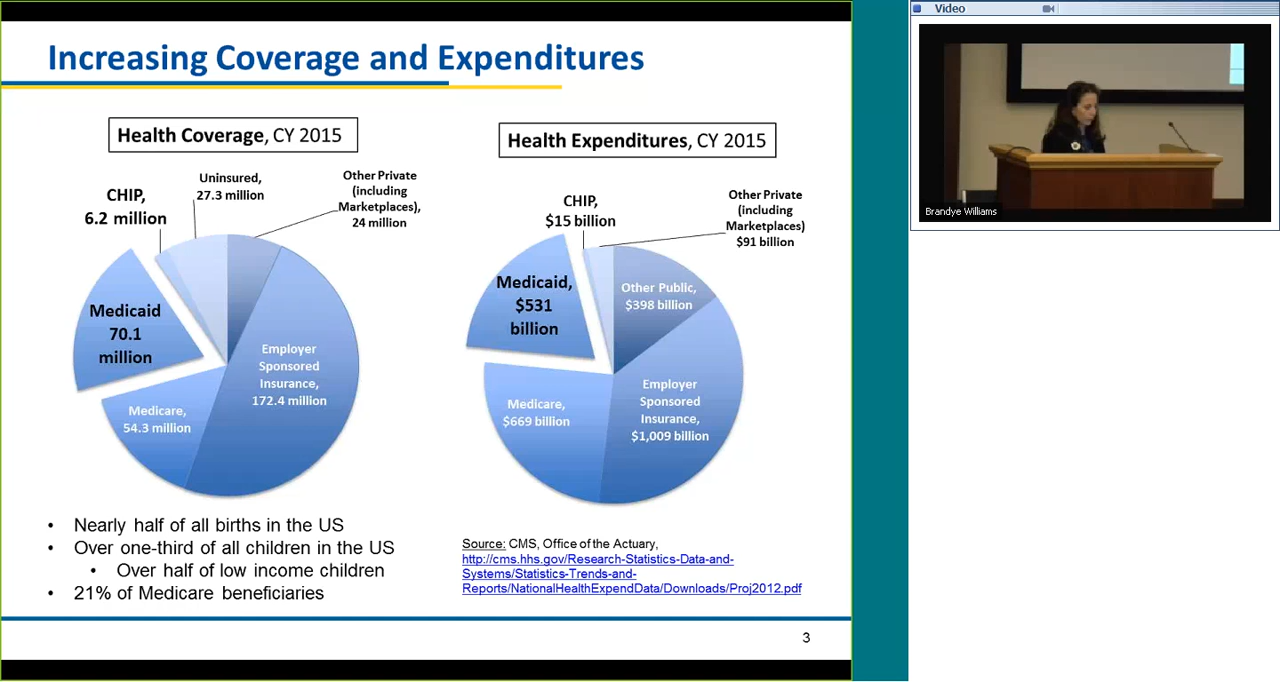 Increasing Coverage and Expenditures
Health Coverage, CY 2015
CHIP,
6.2 million
Uninsured,
27.3 million
Other Private
(including
Marketplaces),
24 million
Medicaid
70.1
million
Employer
Sponsored
Insurance,
172.4 million
Medicare,
54.3 million
Health Expenditures, CY 2015
CHIP,
$15 billion
Other Private
(including
Marketplaces)
$91 billion
Medicaid,
$531
billion
Other Public,
$398 billion
Medicare,
$669 billion
Employer
Sponsored
Insurance,
$1,009 billion
• Nearly half of all births in the US
• Over one-third of all children in the US
• Over half of low income children
• 21% of Medicare beneficiaries
Source: CMS, Office of the Actuary,
http://cms.hhs.gov/Research-Statistics-Data-and-
Systems/Statistics-Trends-and-
Reports/NationalHealthExpendData/Downloads/Proj2012.pdf
3
Video
Brandye Williams